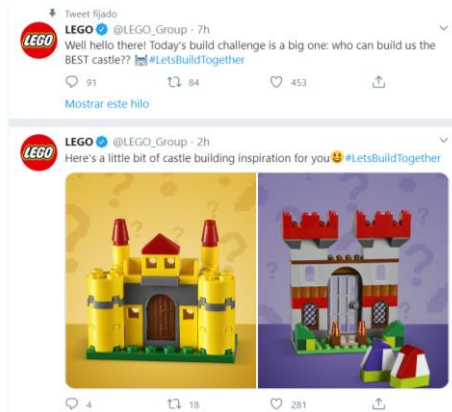 Tweet fijado
LEGO @LEGO_Group · 7h
Well hello there! Today's build challenge is a big one: who can build us the
BEST castle?? 🏰 #LetsBuildTogether
91 84 453
Mostrar este hilo
LEGO
LEGO @LEGO_Group · 2h
Here's a little bit of castle building inspiration for you😃 #LetsBuildTogether
LEGO
? ? ? ? ? ?
4 18 281